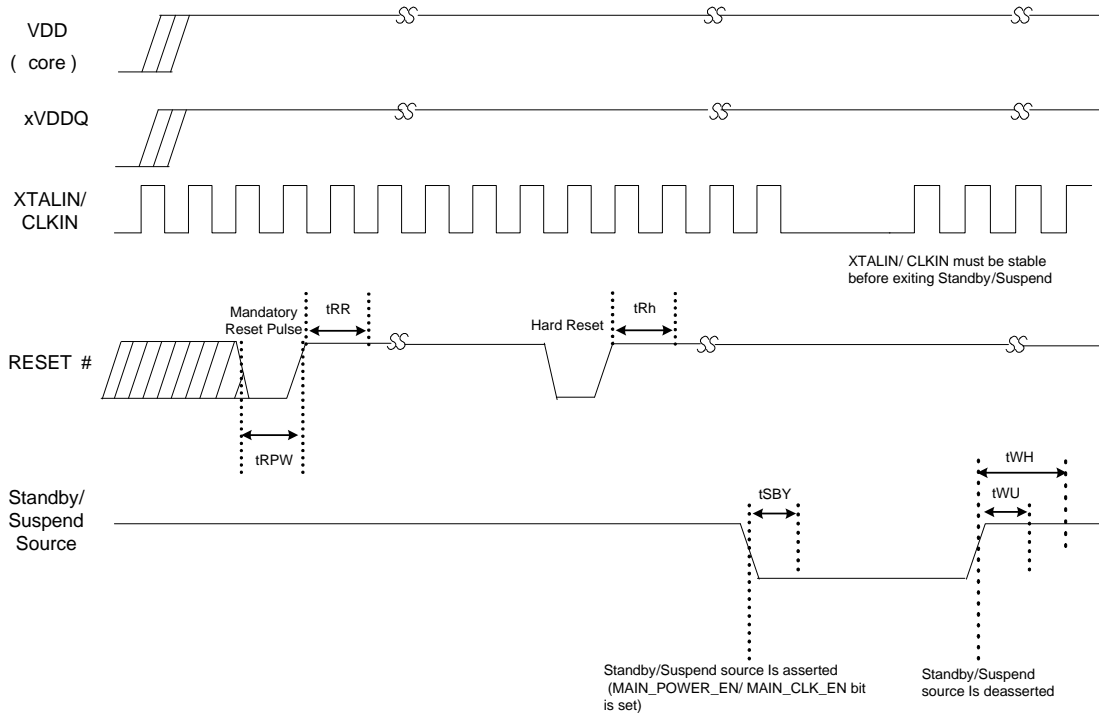 VDD
( core )
xVDDQ
XTALIN/
CLKIN
XTALIN/ CLKIN must be stable
before exiting Standby/Suspend
Mandatory
Reset Pulse
tRR
Hard Reset
tRh
RESET #
tRPW
tWH
tSBY
tWU
Standby/
Suspend
Source
Standby/Suspend source Is asserted
(MAIN_POWER_EN/ MAIN_CLK_EN bit
is set)
Standby/Suspend
source Is deasserted